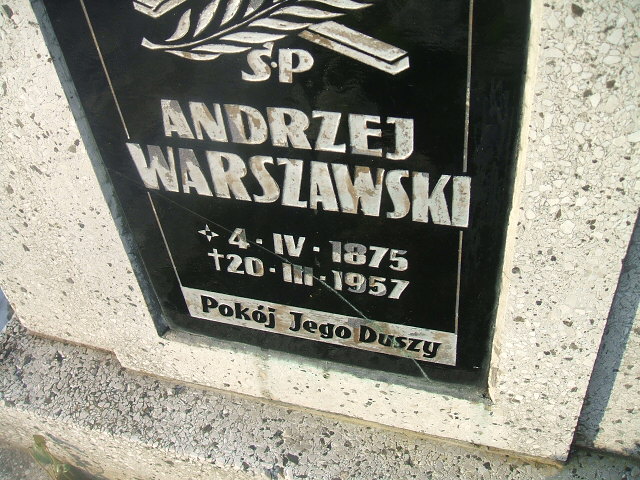 Ś·P
ANDRZEJ
WARSZAWSKI
4·IV·1875
†20·III·1957
Pokój Jego Duszy